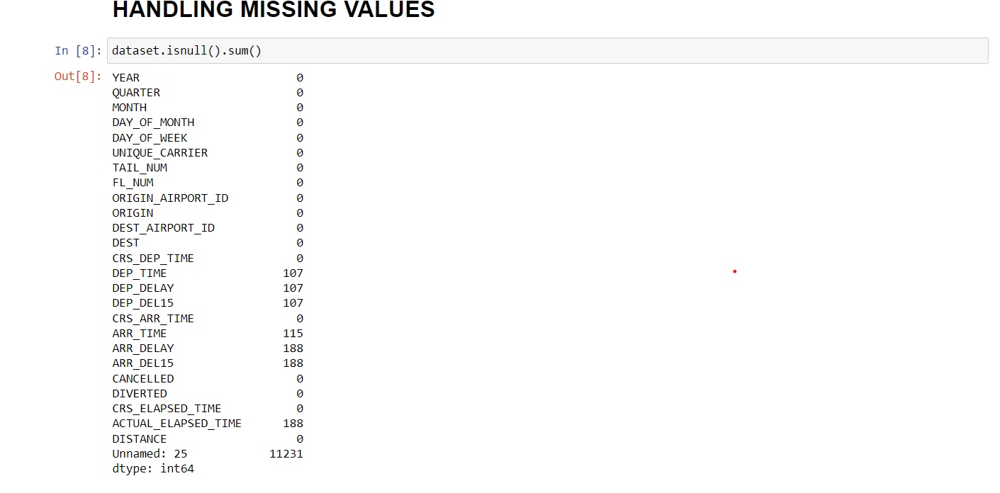 HANDLING MISSING VALUES
In [8]: dataset.isnull().sum()
Out[8]: YEAR 0
QUARTER 0
MONTH 0
DAY_OF_MONTH 0
DAY_OF_WEEK 0
UNIQUE_CARRIER 0
TAIL_NUM 0
FL_NUM 0
ORIGIN_AIRPORT_ID 0
ORIGIN 0
DEST_AIRPORT_ID 0
DEST 0
CRS_DEP_TIME 0
DEP_TIME 107
DEP_DELAY 107
DEP_DEL15 107
CRS_ARR_TIME 0
ARR_TIME 115
ARR_DELAY 188
ARR_DEL15 188
CANCELLED 0
DIVERTED 0
CRS_ELAPSED_TIME 0
ACTUAL_ELAPSED_TIME 188
DISTANCE 0
Unnamed: 25 11231
dtype: int64